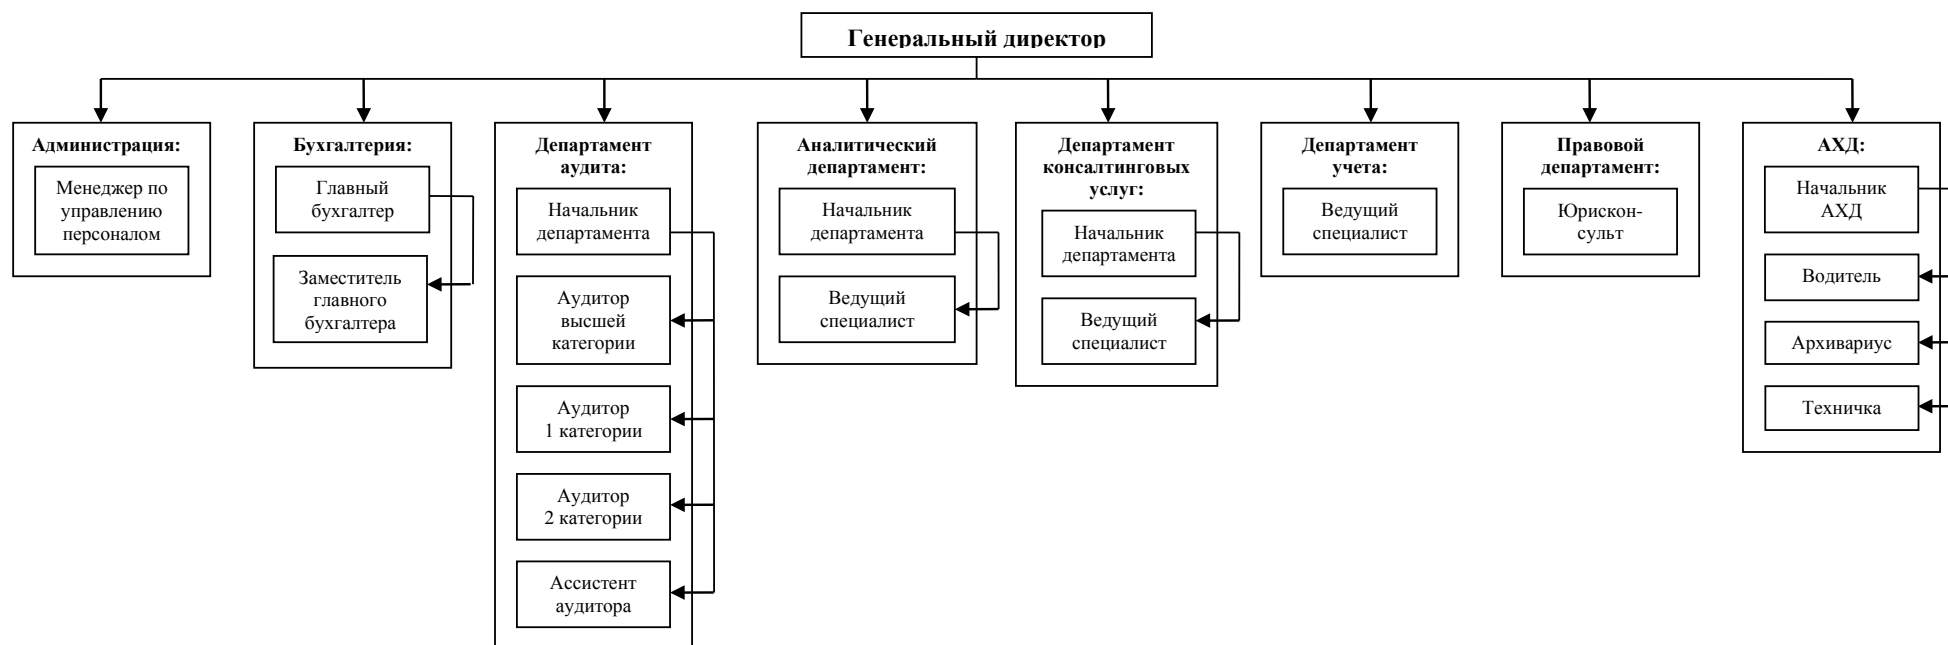 Генеральный директор
Администрация:
Менеджер по
управлению
персоналом
Бухгалтерия:
Главный
бухгалтер
Заместитель
главного
бухгалтера
Департамент
аудита:
Начальник
департамента
Аудитор
высшей
категории
Аудитор
1 категории
Аудитор
2 категории
Ассистент
аудитора
Аналитический
департамент:
Начальник
департамента
Ведущий
специалист
Департамент
консалтинговых
услуг:
Начальник
департамента
Ведущий
специалист
Департамент
учета:
Ведущий
специалист
Правовой
департамент:
Юрискон-
сульт
АХД:
Начальник
АХД
Водитель
Архивариус
Техничка